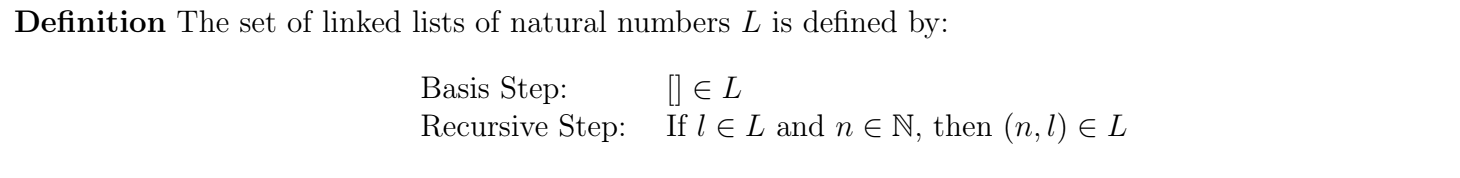 Definition The set of linked lists of natural numbers L is defined by:
Basis Step: [] ∈ L
Recursive Step: If l ∈ L and n ∈ ℕ, then (n, l) ∈ L